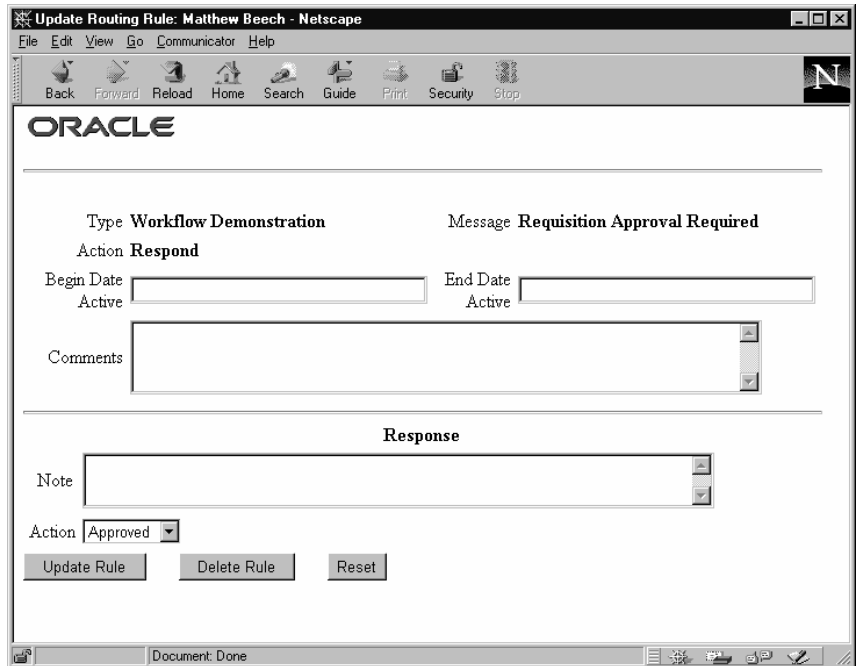 Update Routing Rule: Matthew Beech - Netscape
File Edit View Go Communicator Help
Back Forward Reload Home Search Guide Print Security Stop
N
ORACLE
Type Workflow Demonstration Message Requisition Approval Required
Action Respond
Begin Date Active End Date Active
Comments
Response
Note
Action Approved
Update Rule Delete Rule Reset
Document: Done